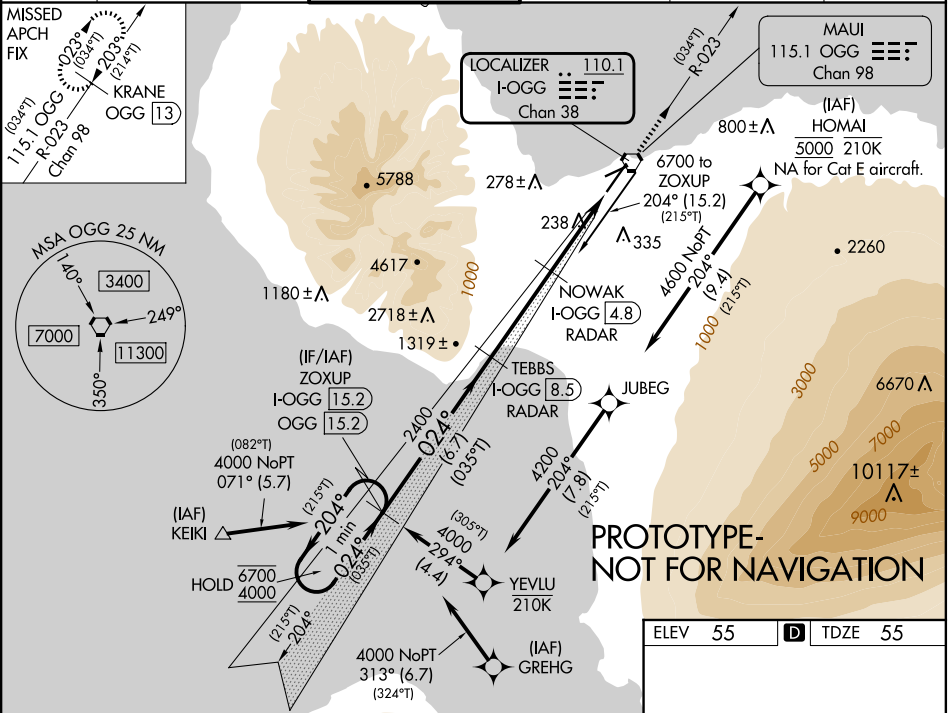 MISSED
APCH
FIX
023°
(034°T)
203°
(214°T)
KRANE
OGG 13
(034°T)
115.1 OGG
R-023
Chan 98
LOCALIZER 110.1
I-OGG
Chan 38
(034°T)
R-023
MAUI
115.1 OGG
Chan 98
(IAF)
HOMAI
5000 210K
NA for Cat E aircraft.
800±
6700 to
ZOXUP
204° (15.2)
(215°T)
5788
278±
238
335
4617
1000
1180±
2718±
1319±
2260
4600 NoPT
204°
(9.4)
(215°T)
1000
MSA OGG 25 NM
140°
3400
249°
7000
11300
350°
NOWAK
I-OGG 4.8
RADAR
(IF/IAF)
ZOXUP
I-OGG 15.2
OGG 15.2
TEBBS
I-OGG 8.5
RADAR
JUBEG
3000
6670
5000
7000
10117±
9000
2400
024°
(6.7)
(035°T)
4200
204°
(7.8)
(215°T)
(082°T)
4000 NoPT
071° (5.7)
(IAF)
KEIKI
(215°T)
204°
1 min
024°
(035°T)
HOLD 6700
4000
(215°T)
204°
(305°T)
4000
294°
(4.4)
YEVLU
210K
4000 NoPT
313° (6.7)
(324°T)
(IAF)
GREHG
PROTOTYPE-
NOT FOR NAVIGATION
ELEV 55 D TDZE 55